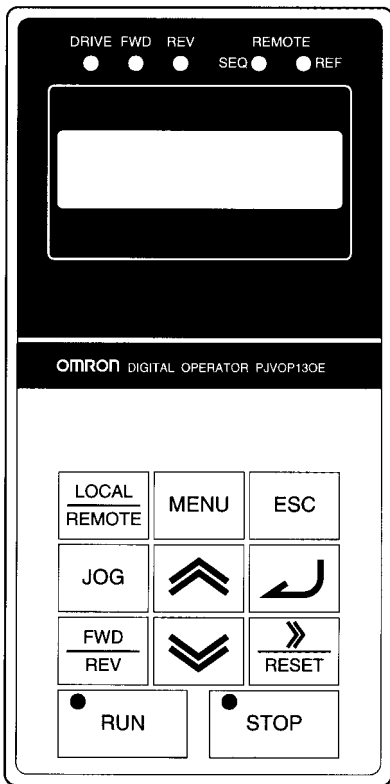 DRIVE FWD REV REMOTE
SEQ REF
OMRON DIGITAL OPERATOR PJVOP130E
LOCAL
REMOTE
MENU
ESC
JOG
FWD
REV
RESET
RUN
STOP